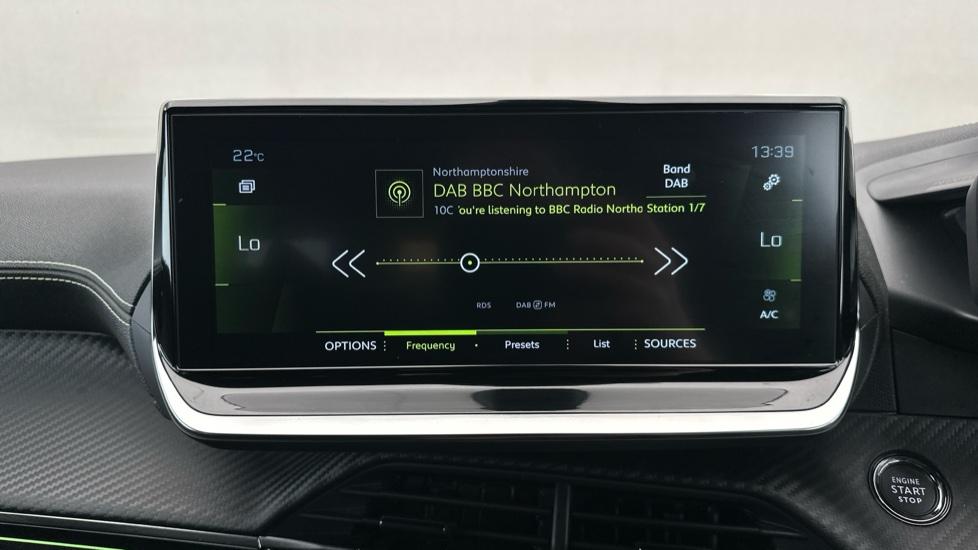 22°C
13:39
Northamptonshire
DAB BBC Northampton
10C 'ou're listening to BBC Radio Northa Station 1/7
Band
DAB
Lo
Lo
RDS DAB FM
A/C
OPTIONS Frequency Presets List SOURCES
ENGINE
START
STOP